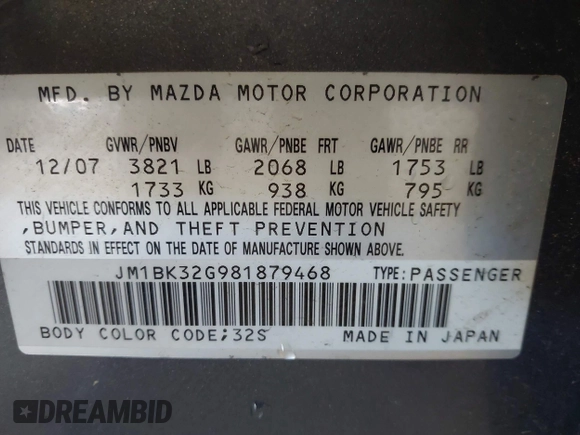 MFD. BY MAZDA MOTOR CORPORATION
DATE GVWR/PNBV GAWR/PNBE FRT GAWR/PNBE RR
12/07 3821 LB 2068 LB 1753 LB
1733 KG 938 KG 795 KG
THIS VEHICLE CONFORMS TO ALL APPLICABLE FEDERAL MOTOR VEHICLE SAFETY
,BUMPER,AND THEFT PREVENTION
STANDARDS IN EFFECT ON THE DATE OF MANUFACTURE SHOWN ABOVE.
JM1BK32G981879468 TYPE:PASSENGER
BODY COLOR CODE;32S MADE IN JAPAN
DREAMBID